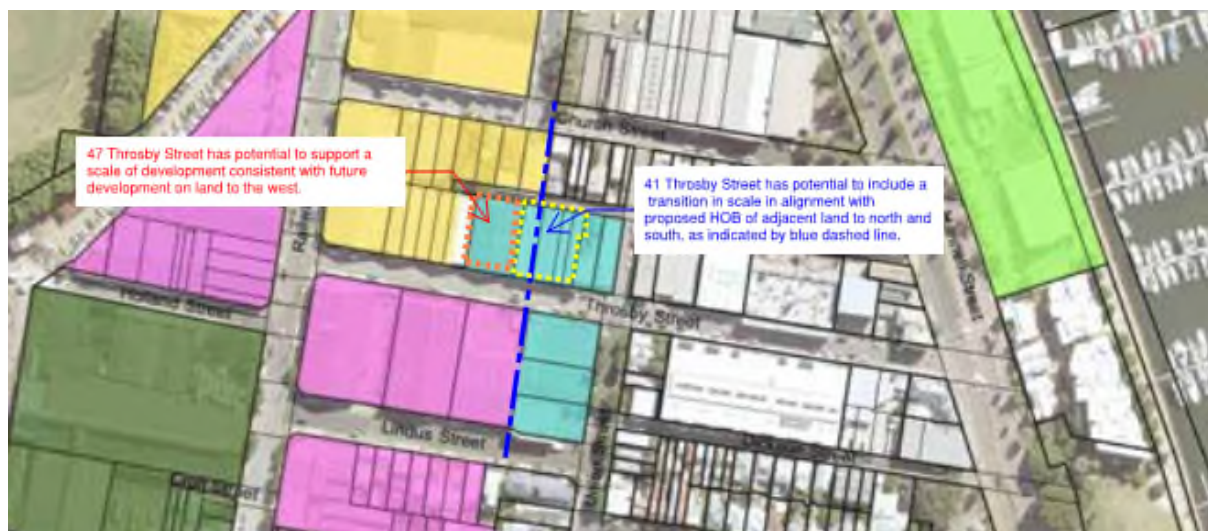 Church Street
47 Throsby Street has potential to support a
scale of development consistent with future
development on land to the west.
41 Throsby Street has potential to include a
transition in scale in alignment with
proposed HOB of adjacent land to north and
south, as indicated by blue dashed line.
Holland Street
Throsby Street
Lindus Street
Street